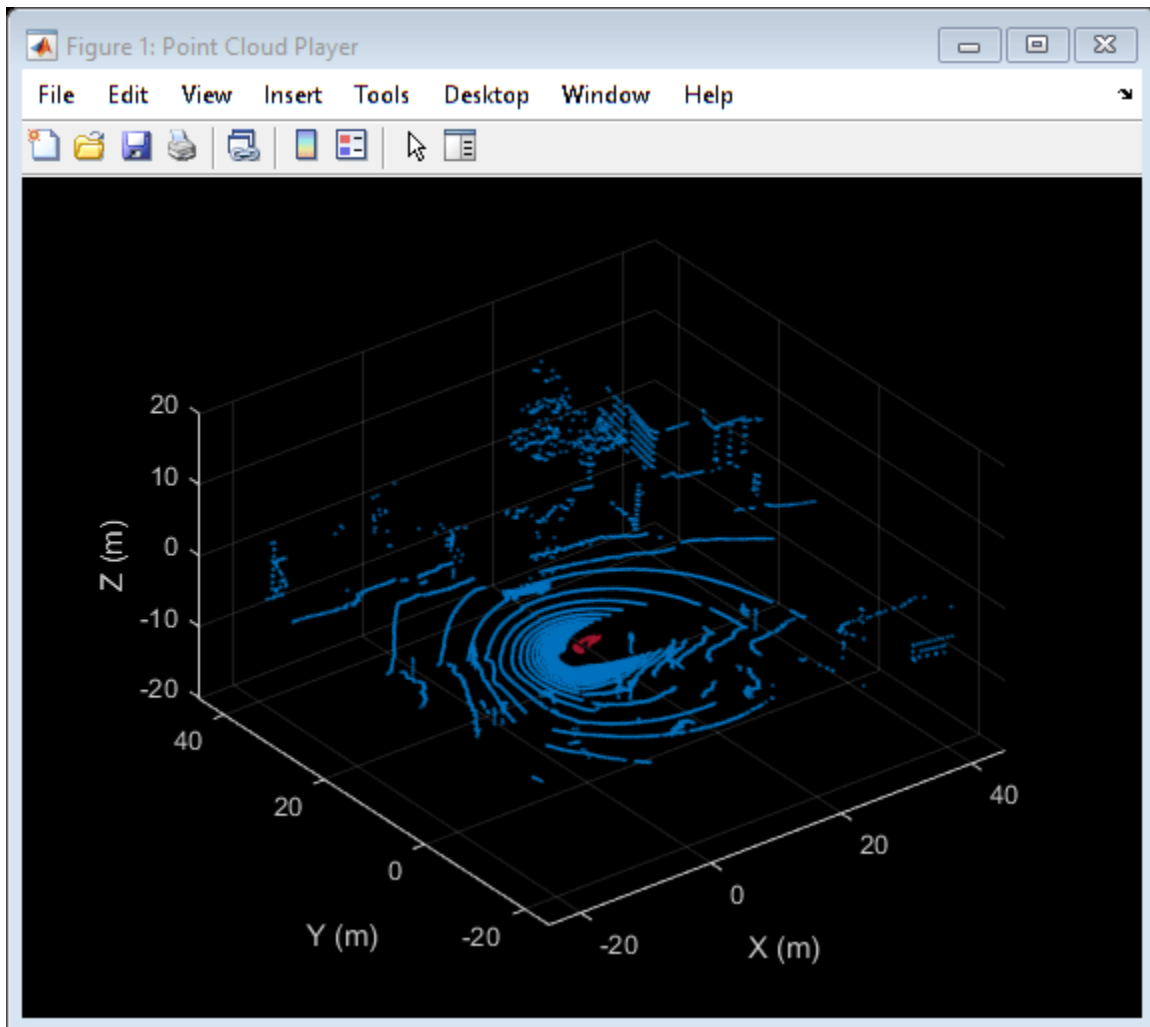 Figure 1: Point Cloud Player
File Edit View Insert Tools Desktop Window Help
20
10
0
-10
-20
Z (m)
40
20
0
-20
Y (m)
-20
0
20
40
X (m)